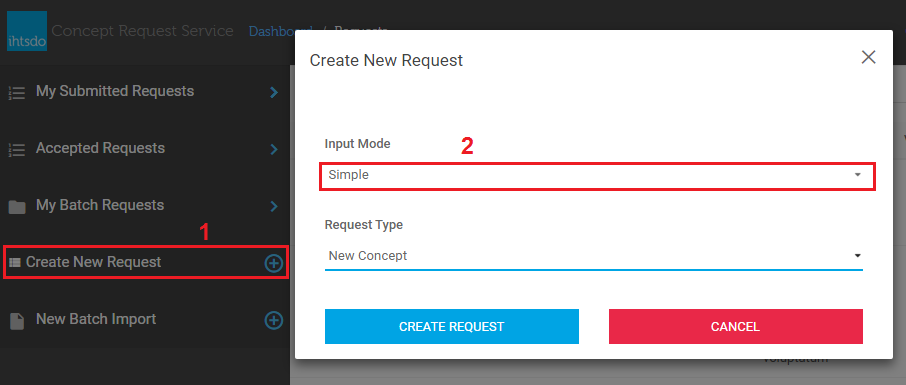 ihtsdo Concept Request Service Dashboard / Requests
Create New Request
My Submitted Requests
Accepted Requests
My Batch Requests
1
Create New Request
New Batch Import
Input Mode
2
Simple
Request Type
New Concept
CREATE REQUEST
CANCEL